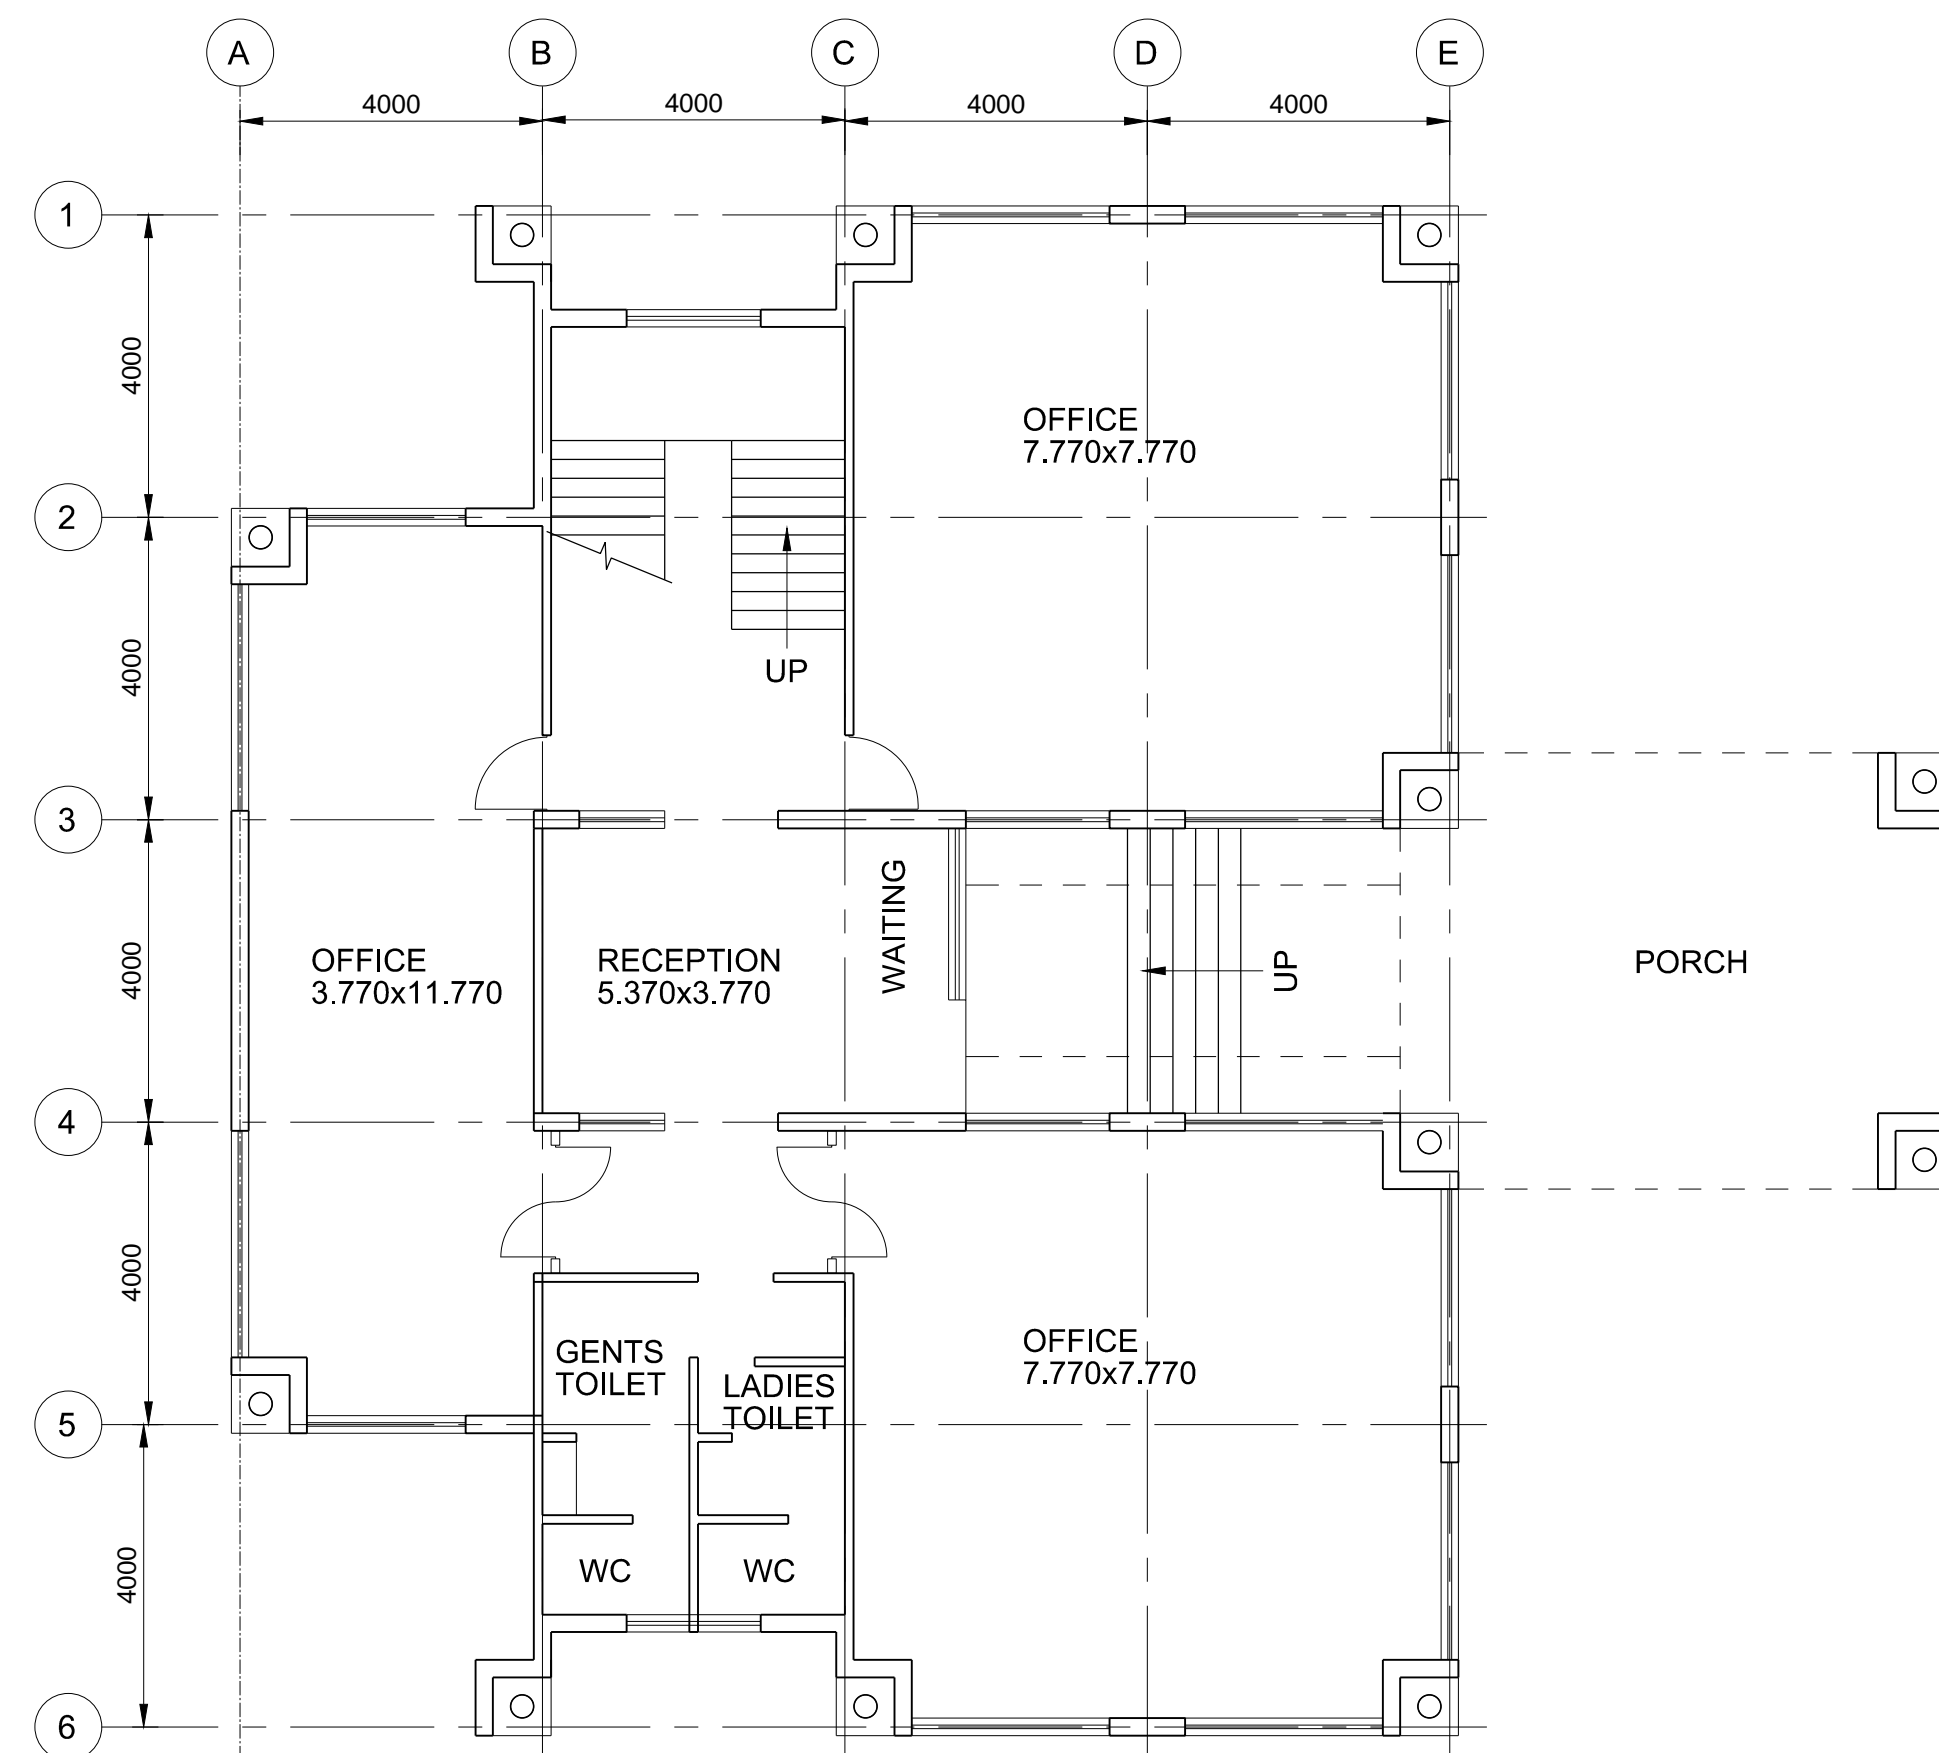 A
B
C
D
E
4000
4000
4000
4000
1
4000
OFFICE
7.770x7.770
2
4000
UP
3
4000
WAITING
OFFICE
3.770x11.770
RECEPTION
5.370x3.770
UP
PORCH
4
4000
GENTS
TOILET
LADIES
TOILET
OFFICE
7.770x7.770
5
4000
WC
WC
6